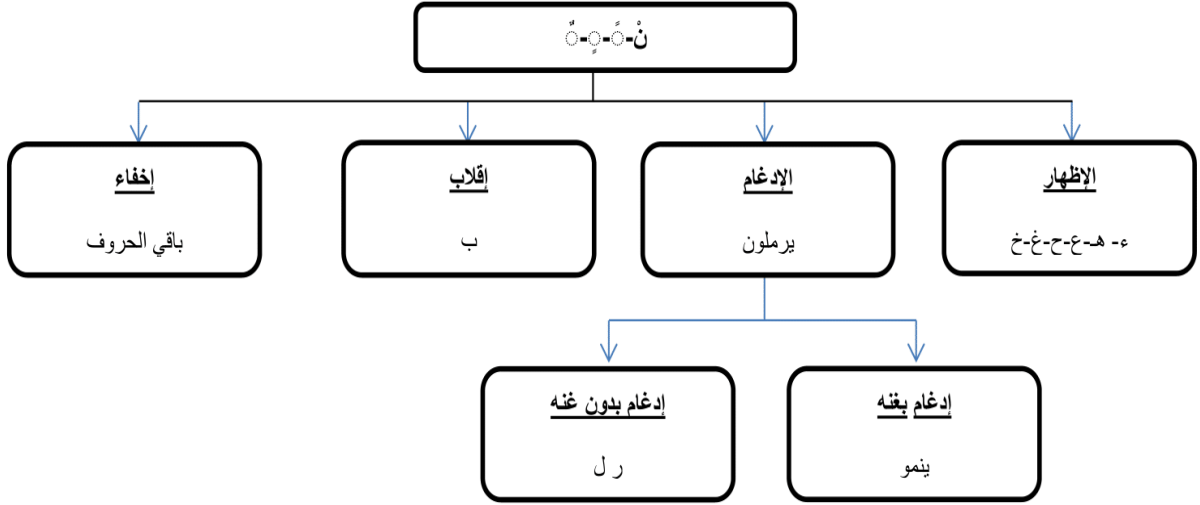 نْ-ًٍ-ٌ-
الإظهار
ء- هـ-ع-ح-غ-خ
الإدغام
يرملون
إقلاب
ب
إخفاء
باقي الحروف
إدغام بغنه
ينمو
إدغام بدون غنه
ر ل